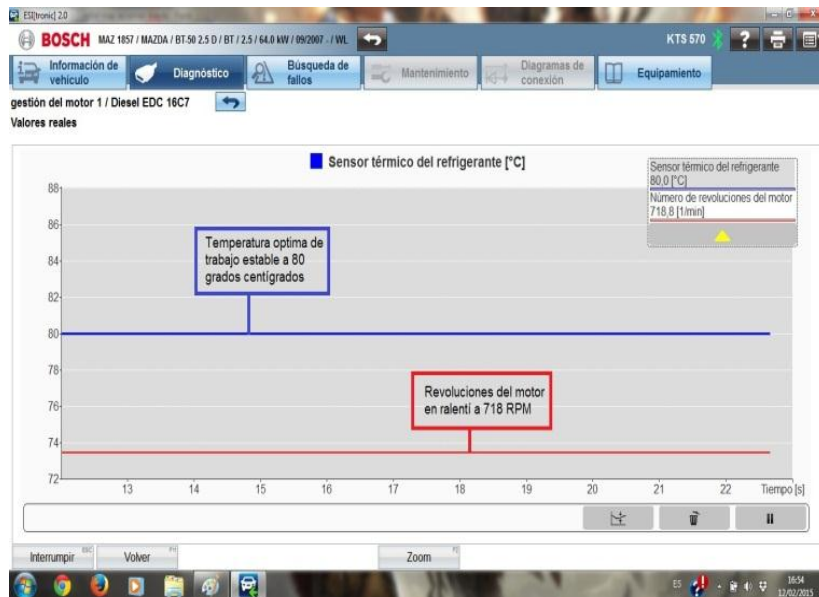 ESI[tronic] 2.0
BOSCH MAZ 1857 / MAZDA / BT-50 2.5 D / BT / 2.5 / 64.0 kW / 09/2007 - / WL KTS 570 ?
Información de vehículo
Diagnóstico
Búsqueda de fallos
Mantenimiento
Diagramas de conexión
Equipamiento
gestión del motor 1 / Diesel EDC 16C7
Valores reales
Sensor térmico del refrigerante [°C]
Sensor térmico del refrigerante
80,0 [°C]
Número de revoluciones del motor
718,8 [1/min]
88
86
84
82
80
78
76
74
72
Temperatura optima de
trabajo estable a 80
grados centígrados
Revoluciones del motor
en ralentí a 718 RPM
13 14 15 16 17 18 19 20 21 22 Tiempo [s]
Interrumpir ESC Volver Zoom
ES 16:54
12/02/2015